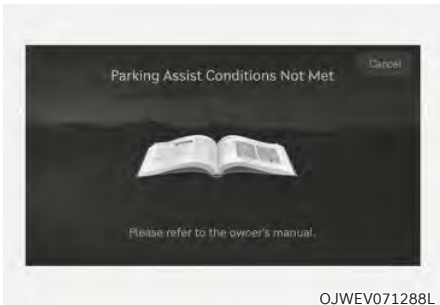 Cancel
Parking Assist Conditions Not Met
Please refer to the owner's manual.
OJWEV071288L